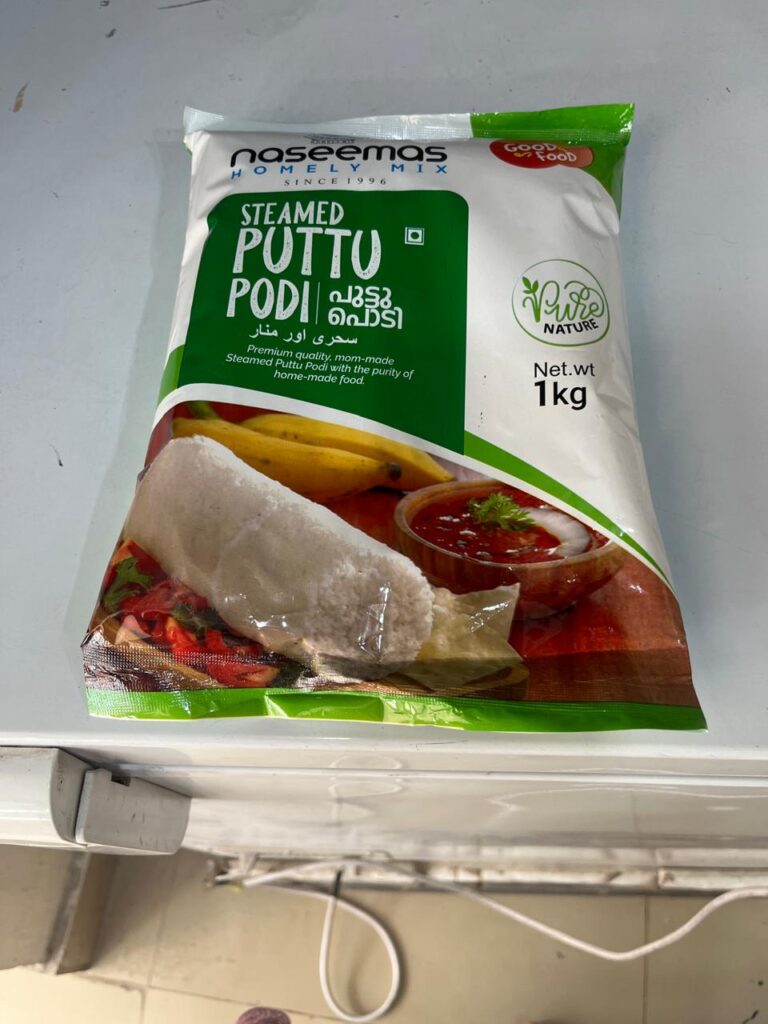 naseemas
HOMELY MIX
SINCE 1996
GOOD
on FOOD
STEAMED
PUTTU
PODI
പുട്ടു
പൊടി
سحری اور منار
Premium quality, mom-made
Steamed Puttu Podi with the purity of
home-made food.
Pure
NATURE
Net.wt
1kg